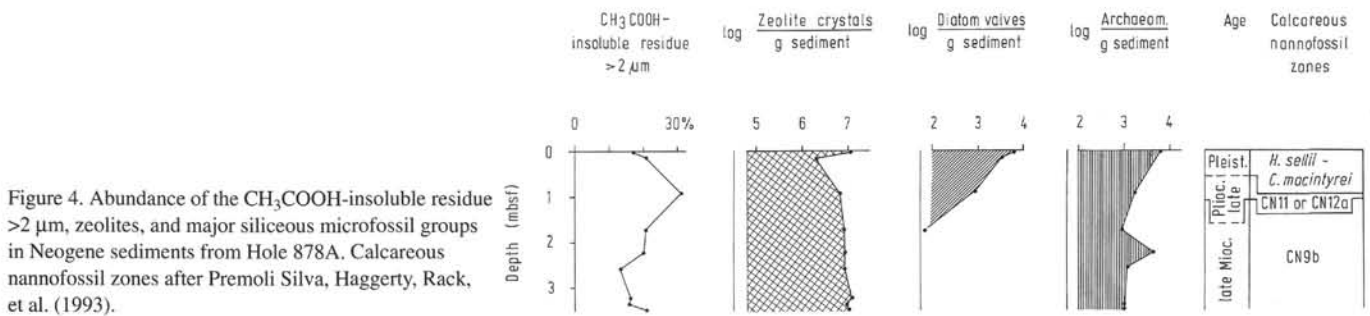 CH₃COOH-
insoluble residue
>2 μm
log Zeolite crystals
g sediment
log Diatom valves
g sediment
log Archaeom.
g sediment
Age
Calcareous
nannofossil
zones
0 30%
5 6 7
2 3 4
2 3 4
Depth (mbsf)
0
1
2
3
Pleist.
Plioc.
late
late Mioc.
H. sellii -
C. macintyrei
CN11 or CN12a
CN9b
Figure 4. Abundance of the CH₃COOH-insoluble residue
>2 μm, zeolites, and major siliceous microfossil groups
in Neogene sediments from Hole 878A. Calcareous
nannofossil zones after Premoli Silva, Haggerty, Rack,
et al. (1993).